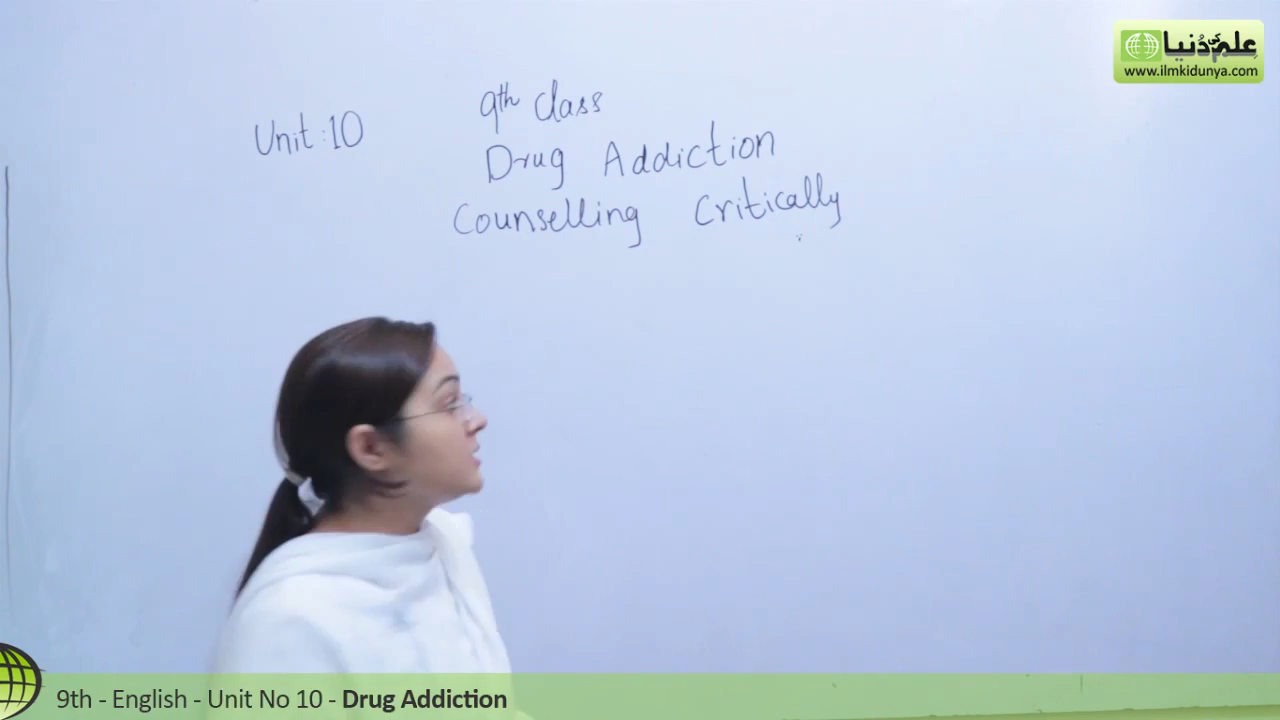 علم کی دنیا
www.ilmkidunya.com
Unit:10
9th class
Drug Addiction
Counselling Critically
9th - English - Unit No 10 - Drug Addiction